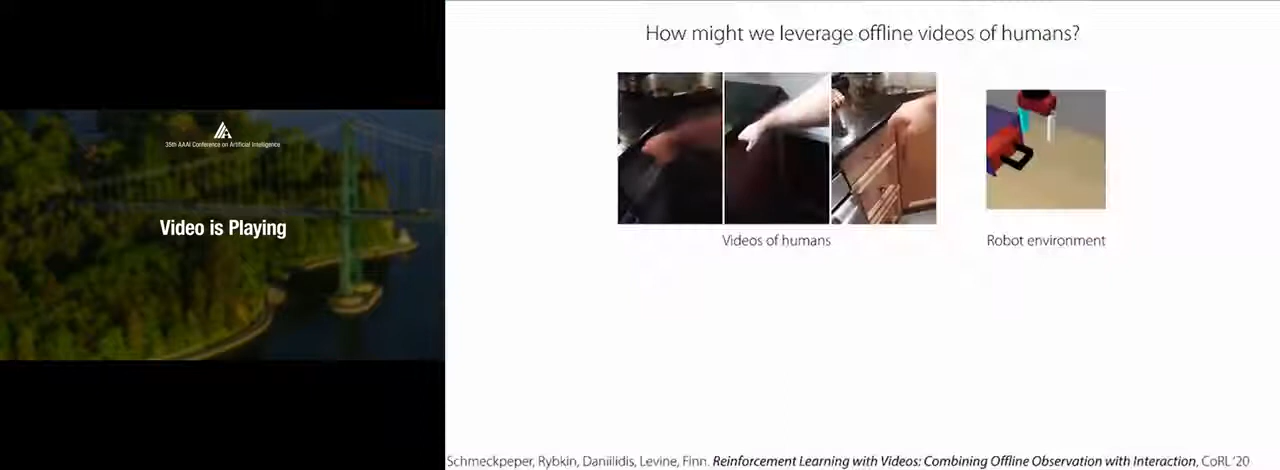 35th AAAI Conference on Artificial Intelligence
Video is Playing
How might we leverage offline videos of humans?
Videos of humans
Robot environment
Schmeckpeper, Rybkin, Daniilidis, Levine, Finn. Reinforcement Learning with Videos: Combining Offline Observation with Interaction, CoRL '20